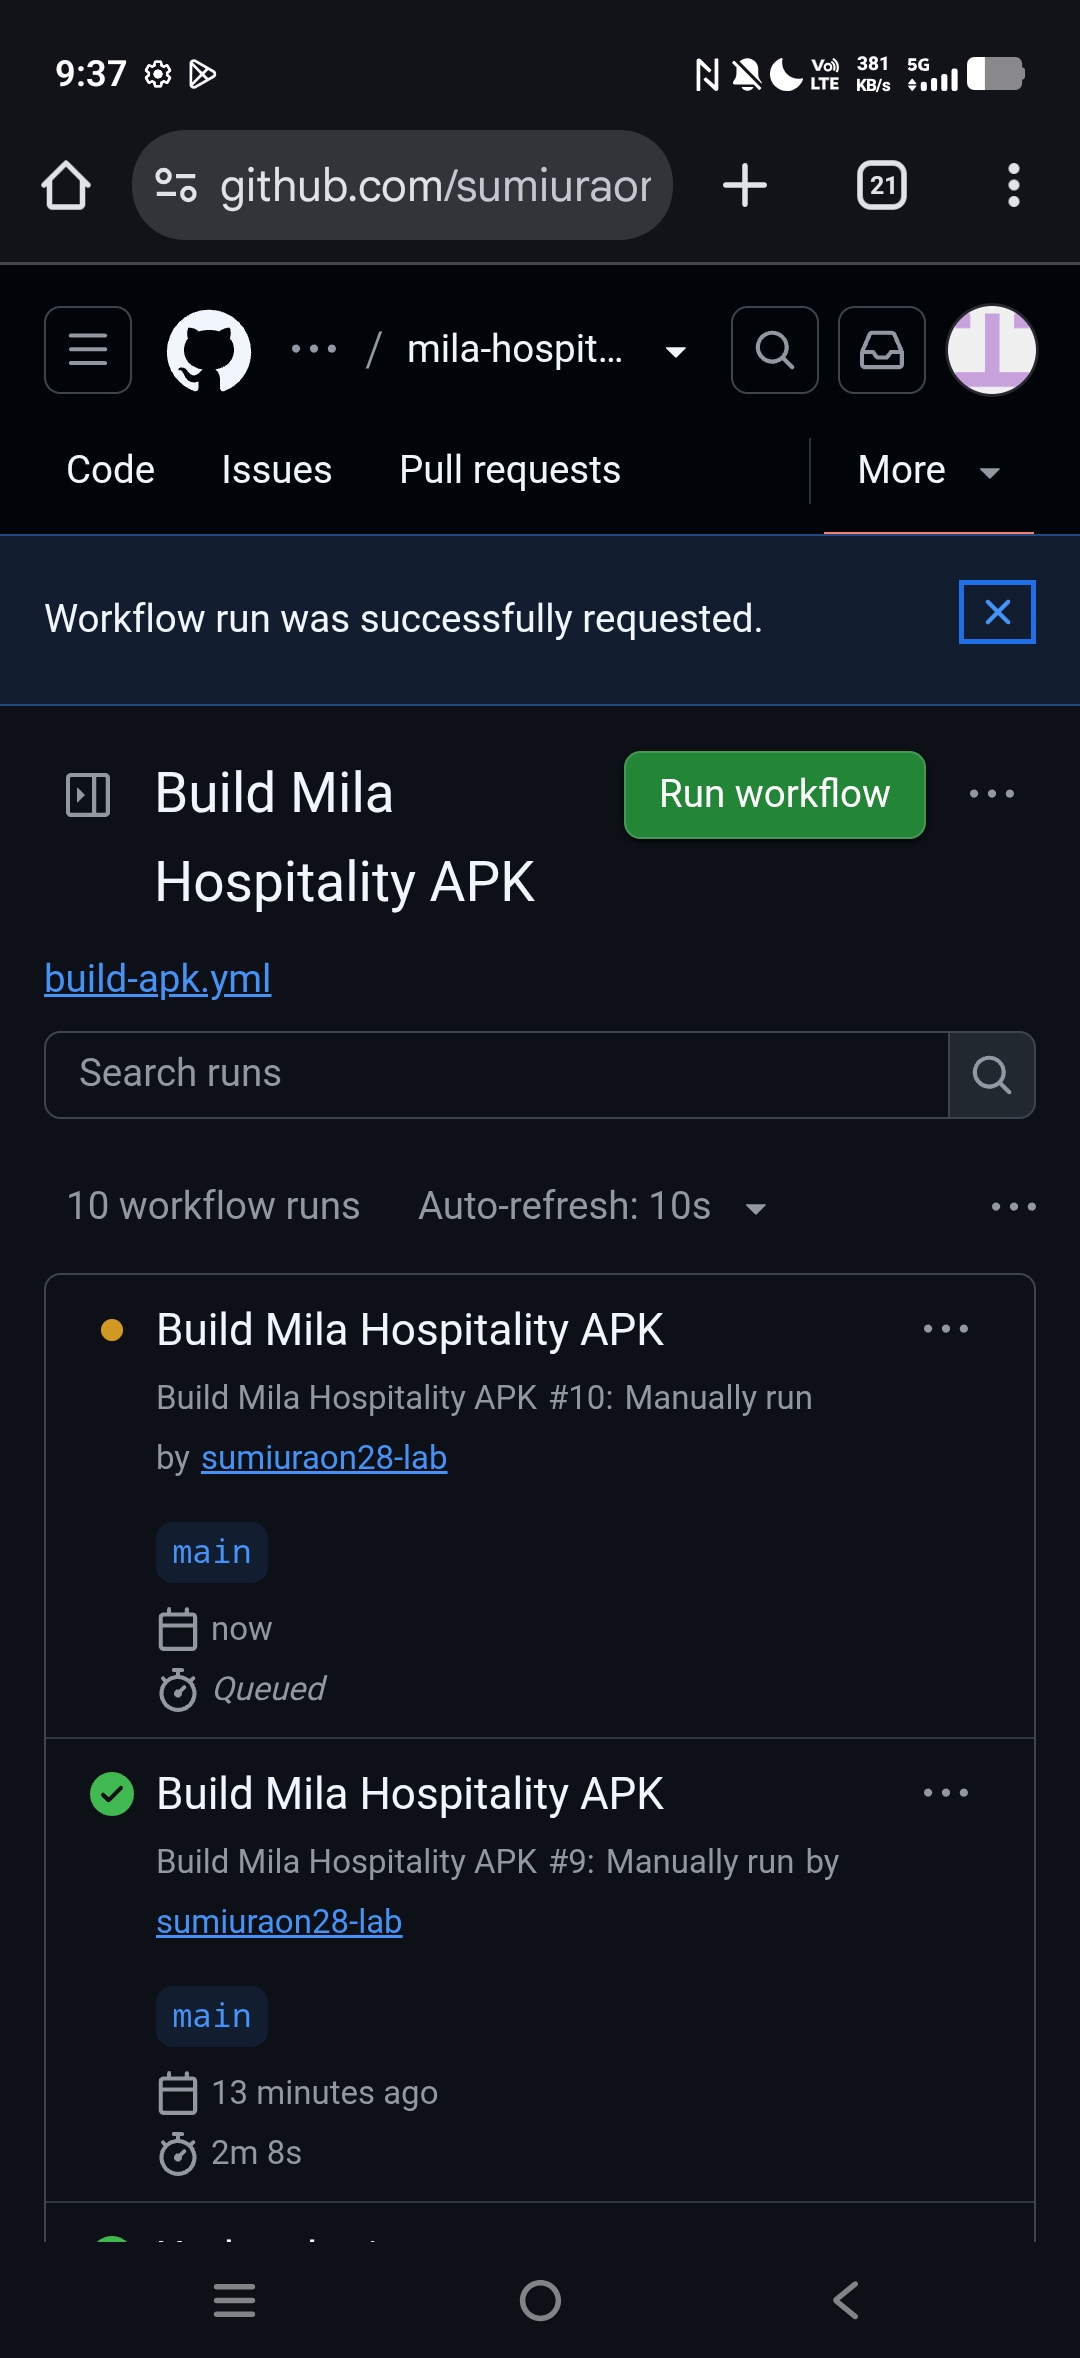 9:37
Vo) LTE 381 KB/s 5G
github.com/sumiuraor
21
/ mila-hospit...
Code Issues Pull requests More
Workflow run was successfully requested.
Build Mila Hospitality APK
Run workflow
build-apk.yml
Search runs
10 workflow runs Auto-refresh: 10s
Build Mila Hospitality APK
Build Mila Hospitality APK #10: Manually run
by sumiuraon28-lab
main
now
Queued
Build Mila Hospitality APK
Build Mila Hospitality APK #9: Manually run by
sumiuraon28-lab
main
13 minutes ago
2m 8s